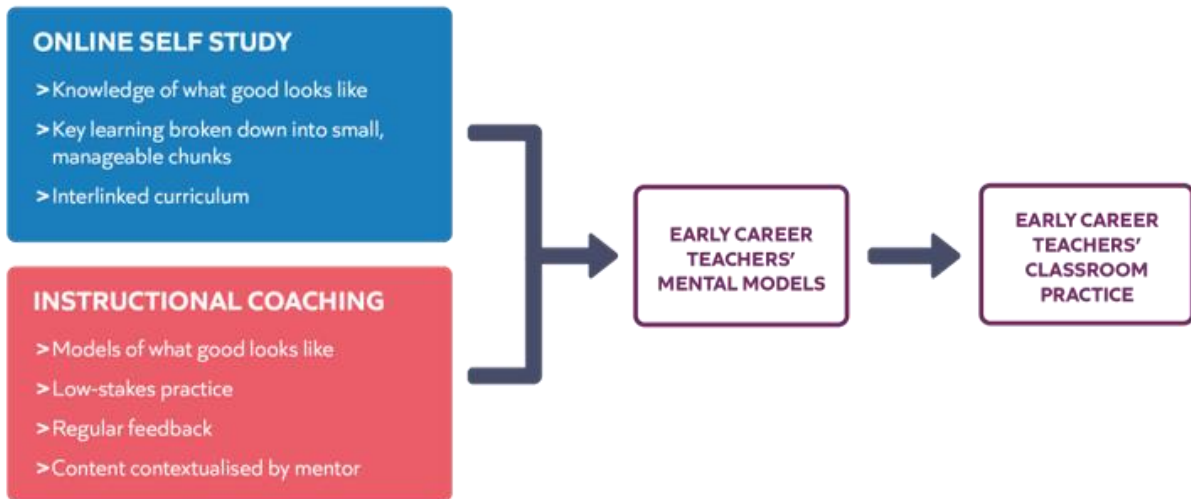 ONLINE SELF STUDY
> Knowledge of what good looks like
> Key learning broken down into small,
manageable chunks
> Interlinked curriculum
INSTRUCTIONAL COACHING
> Models of what good looks like
> Low-stakes practice
> Regular feedback
> Content contextualised by mentor
EARLY CAREER
TEACHERS’
MENTAL MODELS
EARLY CAREER
TEACHERS’
CLASSROOM
PRACTICE